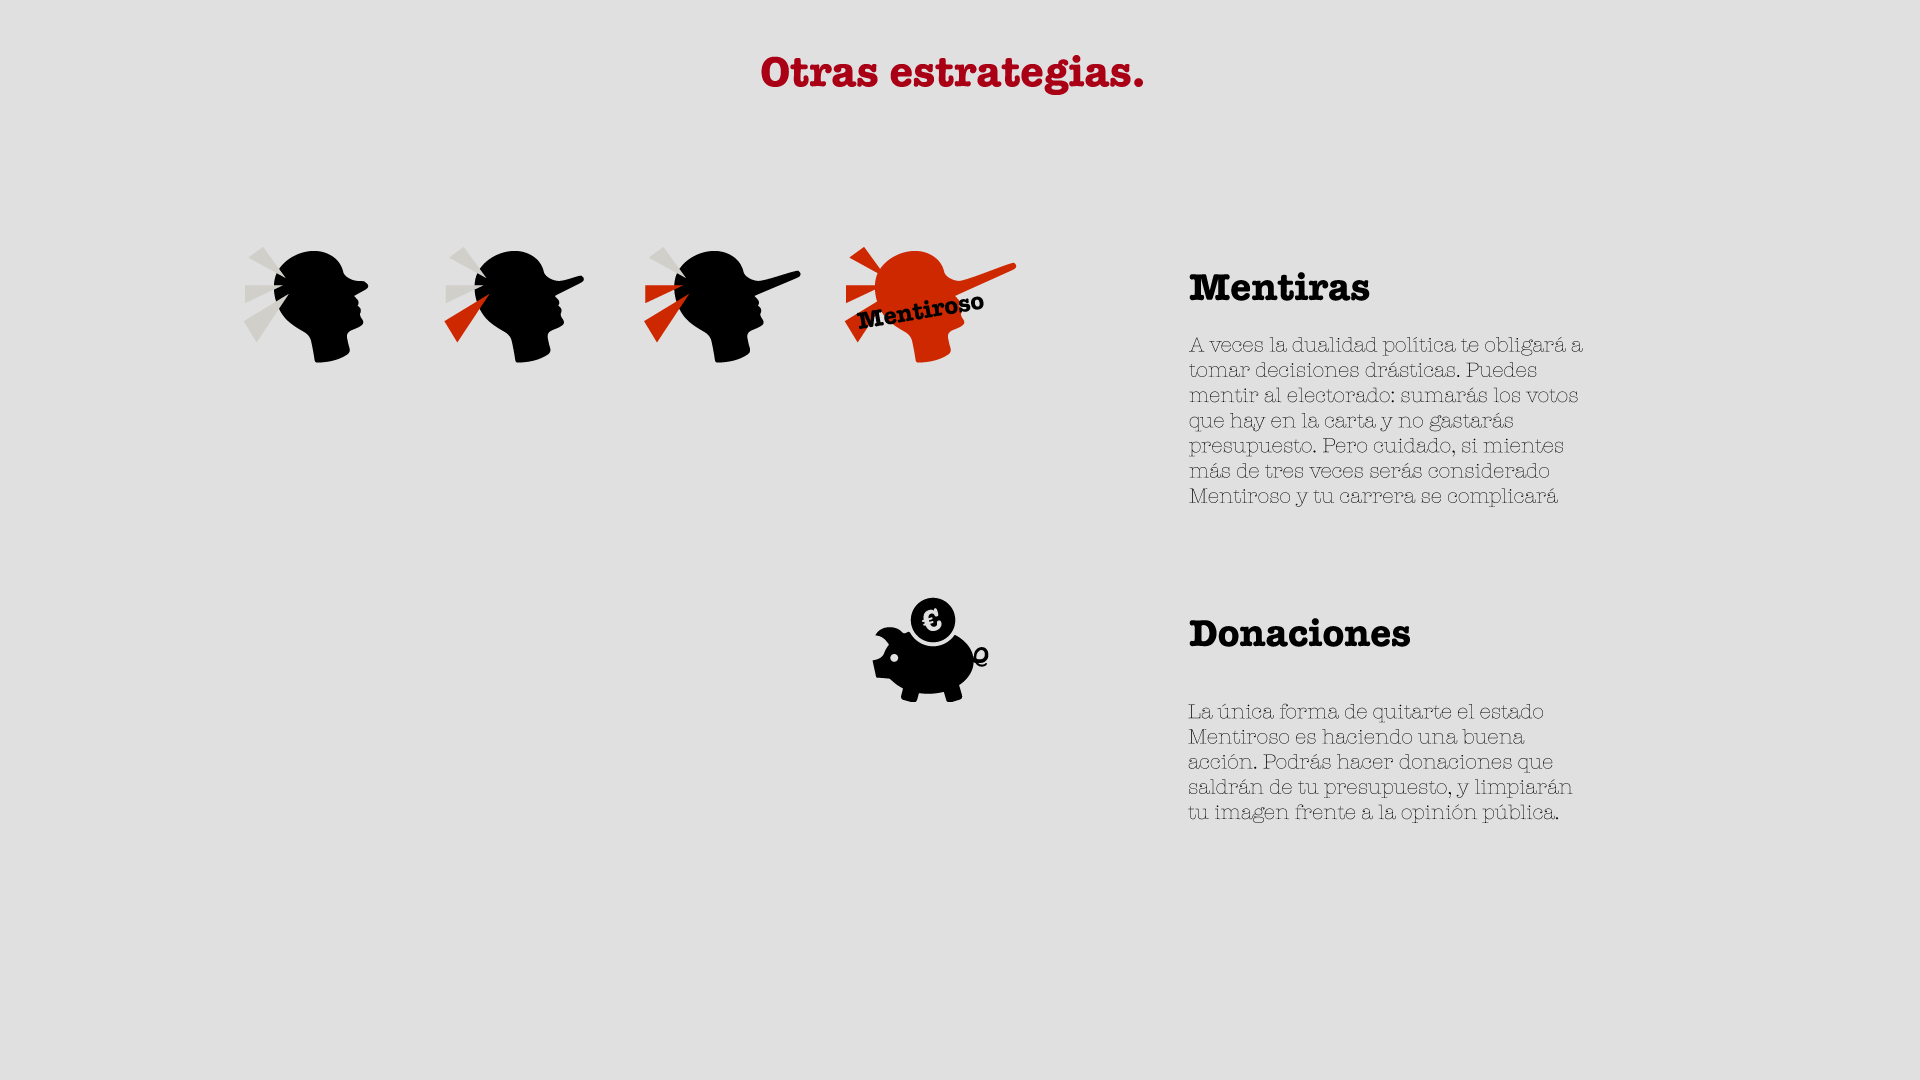 Otras estrategias.
Mentiroso
Mentiras
A veces la dualidad política te obligará a
tomar decisiones drásticas. Puedes
mentir al electorado: sumarás los votos
que hay en la carta y no gastarás
presupuesto. Pero cuidado, si mientes
más de tres veces serás considerado
Mentiroso y tu carrera se complicará
€
Donaciones
La única forma de quitarte el estado
Mentiroso es haciendo una buena
acción. Podrás hacer donaciones que
saldrán de tu presupuesto, y limpiarán
tu imagen frente a la opinión pública.